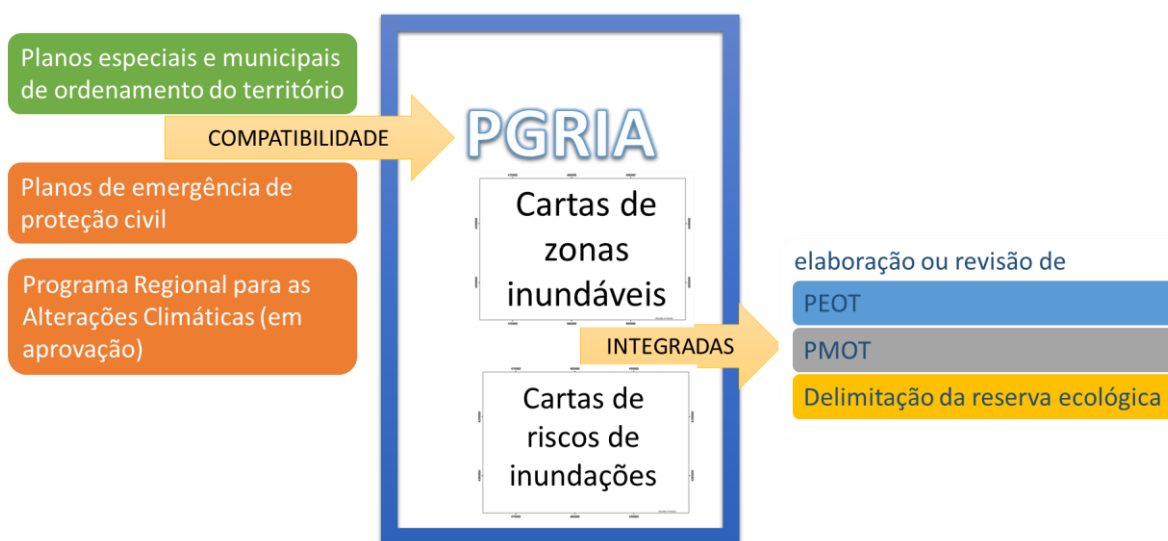 Planos especiais e municipais
de ordenamento do território
COMPATIBILIDADE
Planos de emergência de
proteção civil
Programa Regional para as
Alterações Climáticas (em
aprovação)
PGRIA
Cartas de
zonas
inundáveis
INTEGRADAS
Cartas de
riscos de
inundações
elaboração ou revisão de
PEOT
PMOT
Delimitação da reserva ecológica